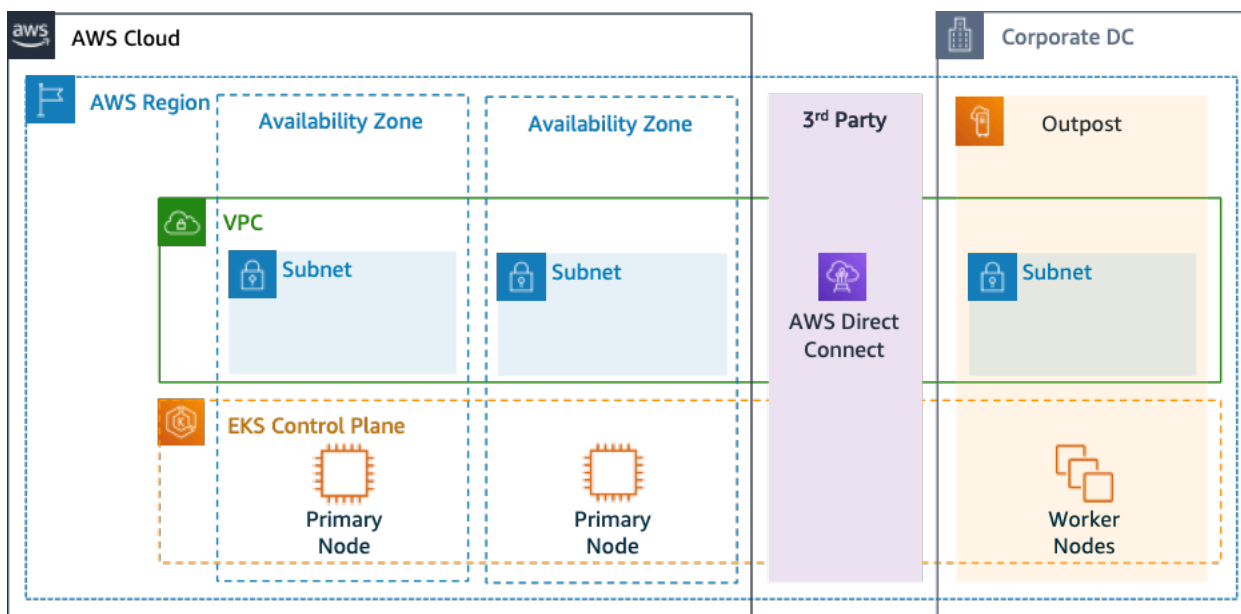 aws
AWS Cloud
Corporate DC
AWS Region
Availability Zone
Availability Zone
3rd Party
Outpost
VPC
Subnet
Subnet
Subnet
AWS Direct
Connect
EKS Control Plane
Primary
Node
Primary
Node
Worker
Nodes